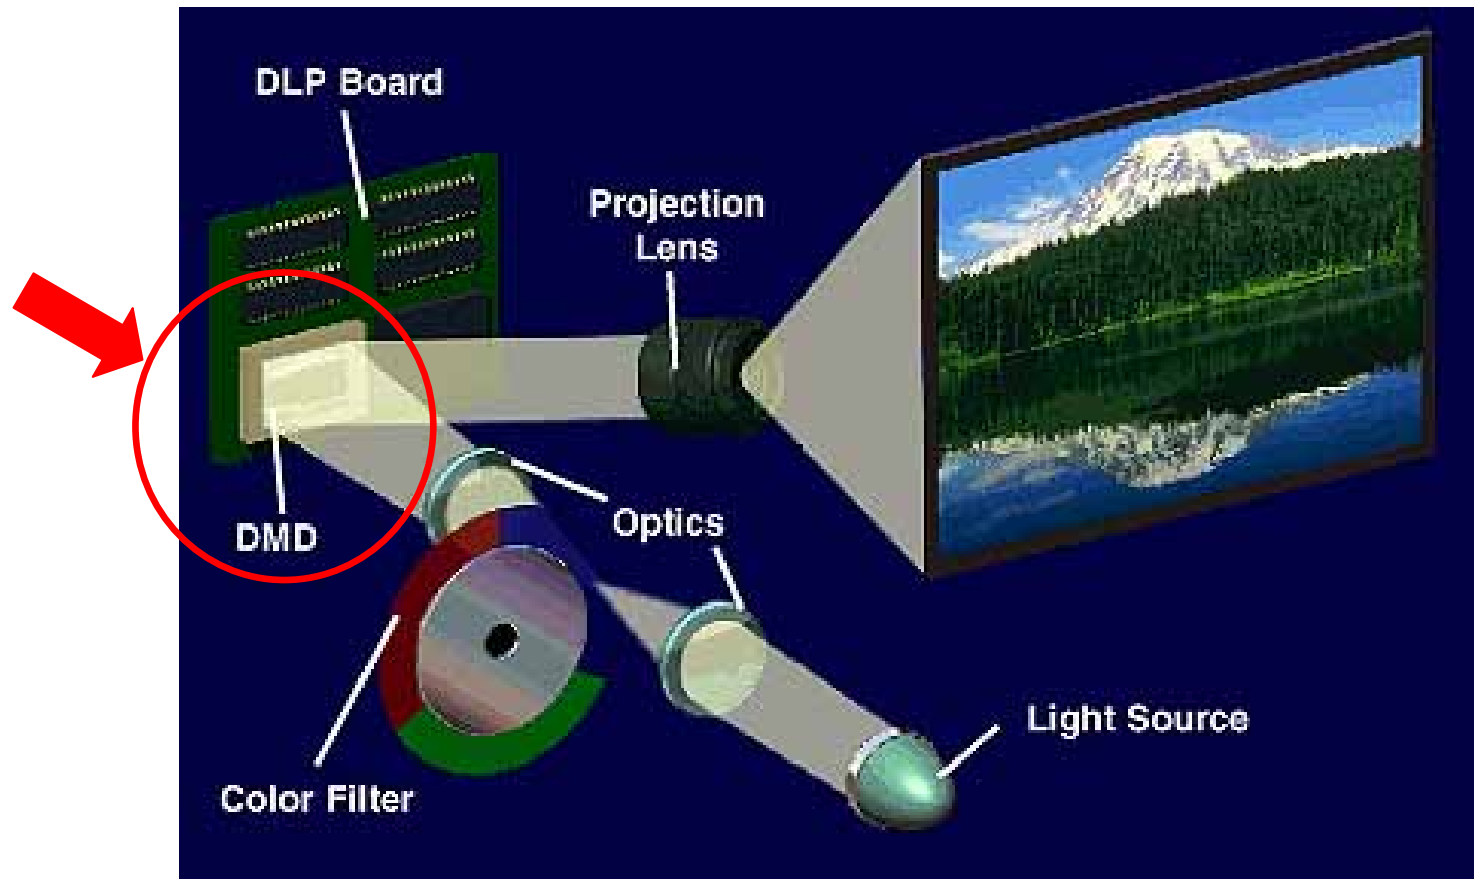 DLP Board
Projection
Lens
DMD
Optics
Light Source
Color Filter